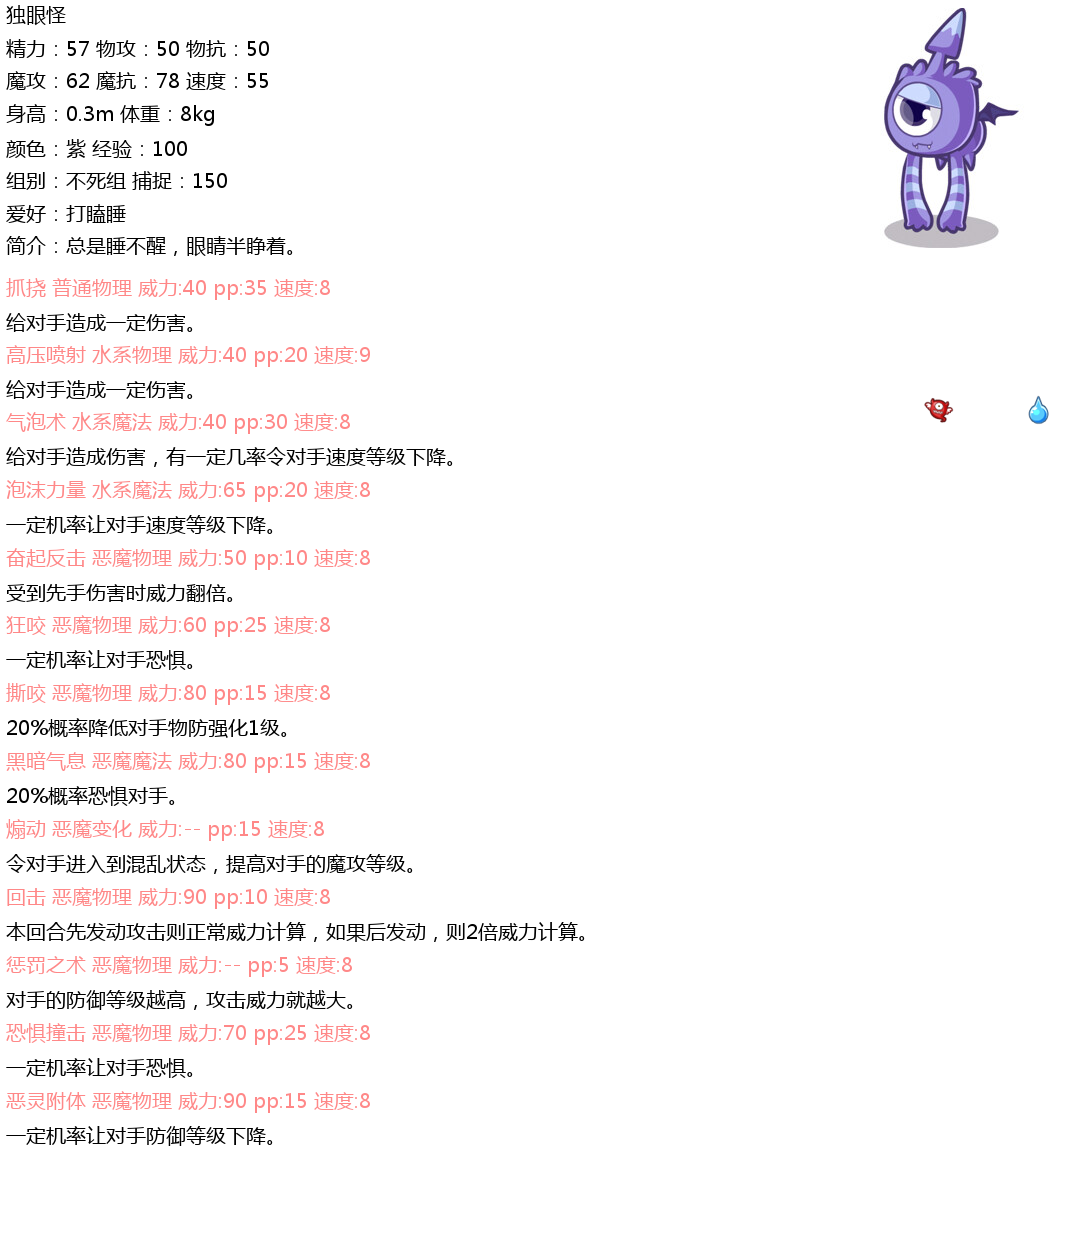 独眼怪
精力：57 物攻：50 物抗：50
魔攻：62 魔抗：78 速度：55
身高：0.3m 体重：8kg
颜色：紫 经验：100
组别：不死组 捕捉：150
爱好：打瞌睡
简介：总是睡不醒，眼睛半睁着。
抓挠 普通物理 威力:40 pp:35 速度:8
给对手造成一定伤害。
高压喷射 水系物理 威力:40 pp:20 速度:9
给对手造成一定伤害。
气泡术 水系魔法 威力:40 pp:30 速度:8
给对手造成伤害，有一定几率令对手速度等级下降。
泡沫力量 水系魔法 威力:65 pp:20 速度:8
一定机率让对手速度等级下降。
奋起反击 恶魔物理 威力:50 pp:10 速度:8
受到先手伤害时威力翻倍。
狂咬 恶魔物理 威力:60 pp:25 速度:8
一定机率让对手恐惧。
撕咬 恶魔物理 威力:80 pp:15 速度:8
20%概率降低对手物防强化1级。
黑暗气息 恶魔魔法 威力:80 pp:15 速度:8
20%概率恐惧对手。
煽动 恶魔变化 威力:-- pp:15 速度:8
令对手进入到混乱状态，提高对手的魔攻等级。
回击 恶魔物理 威力:90 pp:10 速度:8
本回合先发动攻击则正常威力计算，如果后发动，则2倍威力计算。
惩罚之术 恶魔物理 威力:-- pp:5 速度:8
对手的防御等级越高，攻击威力就越大。
恐惧撞击 恶魔物理 威力:70 pp:25 速度:8
一定机率让对手恐惧。
恶灵附体 恶魔物理 威力:90 pp:15 速度:8
一定机率让对手防御等级下降。